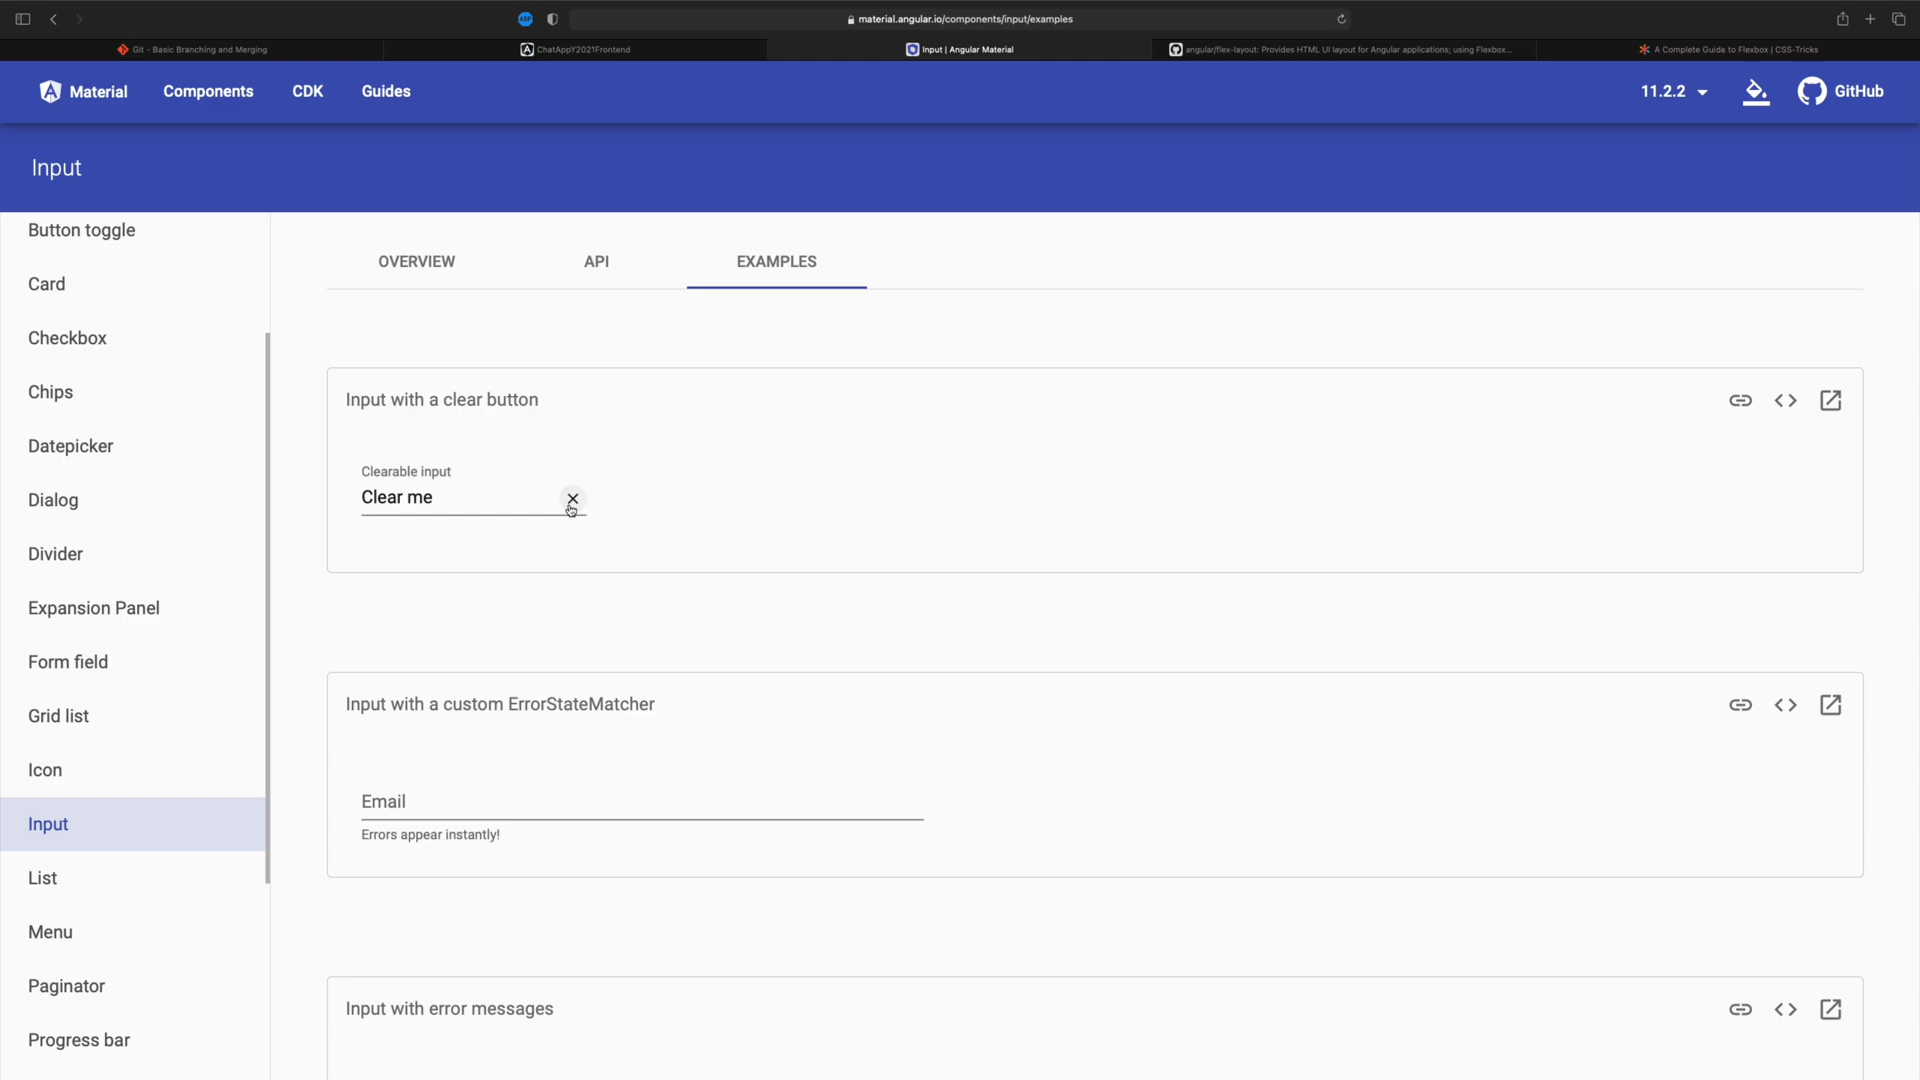 ABP
material.angular.io/components/input/examples
Git - Basic Branching and Merging
ChatAppY2021Frontend
Input | Angular Material
angular/flex-layout: Provides HTML UI layout for Angular applications; using Flexbox...
A Complete Guide to Flexbox | CSS-Tricks
Material
Components
CDK
Guides
11.2.2
GitHub
Input
Button toggle
Card
Checkbox
Chips
Datepicker
Dialog
Divider
Expansion Panel
Form field
Grid list
Icon
Input
List
Menu
Paginator
Progress bar
OVERVIEW
API
EXAMPLES
Input with a clear button
Clearable input
Clear me
Input with a custom ErrorStateMatcher
Email
Errors appear instantly!
Input with error messages